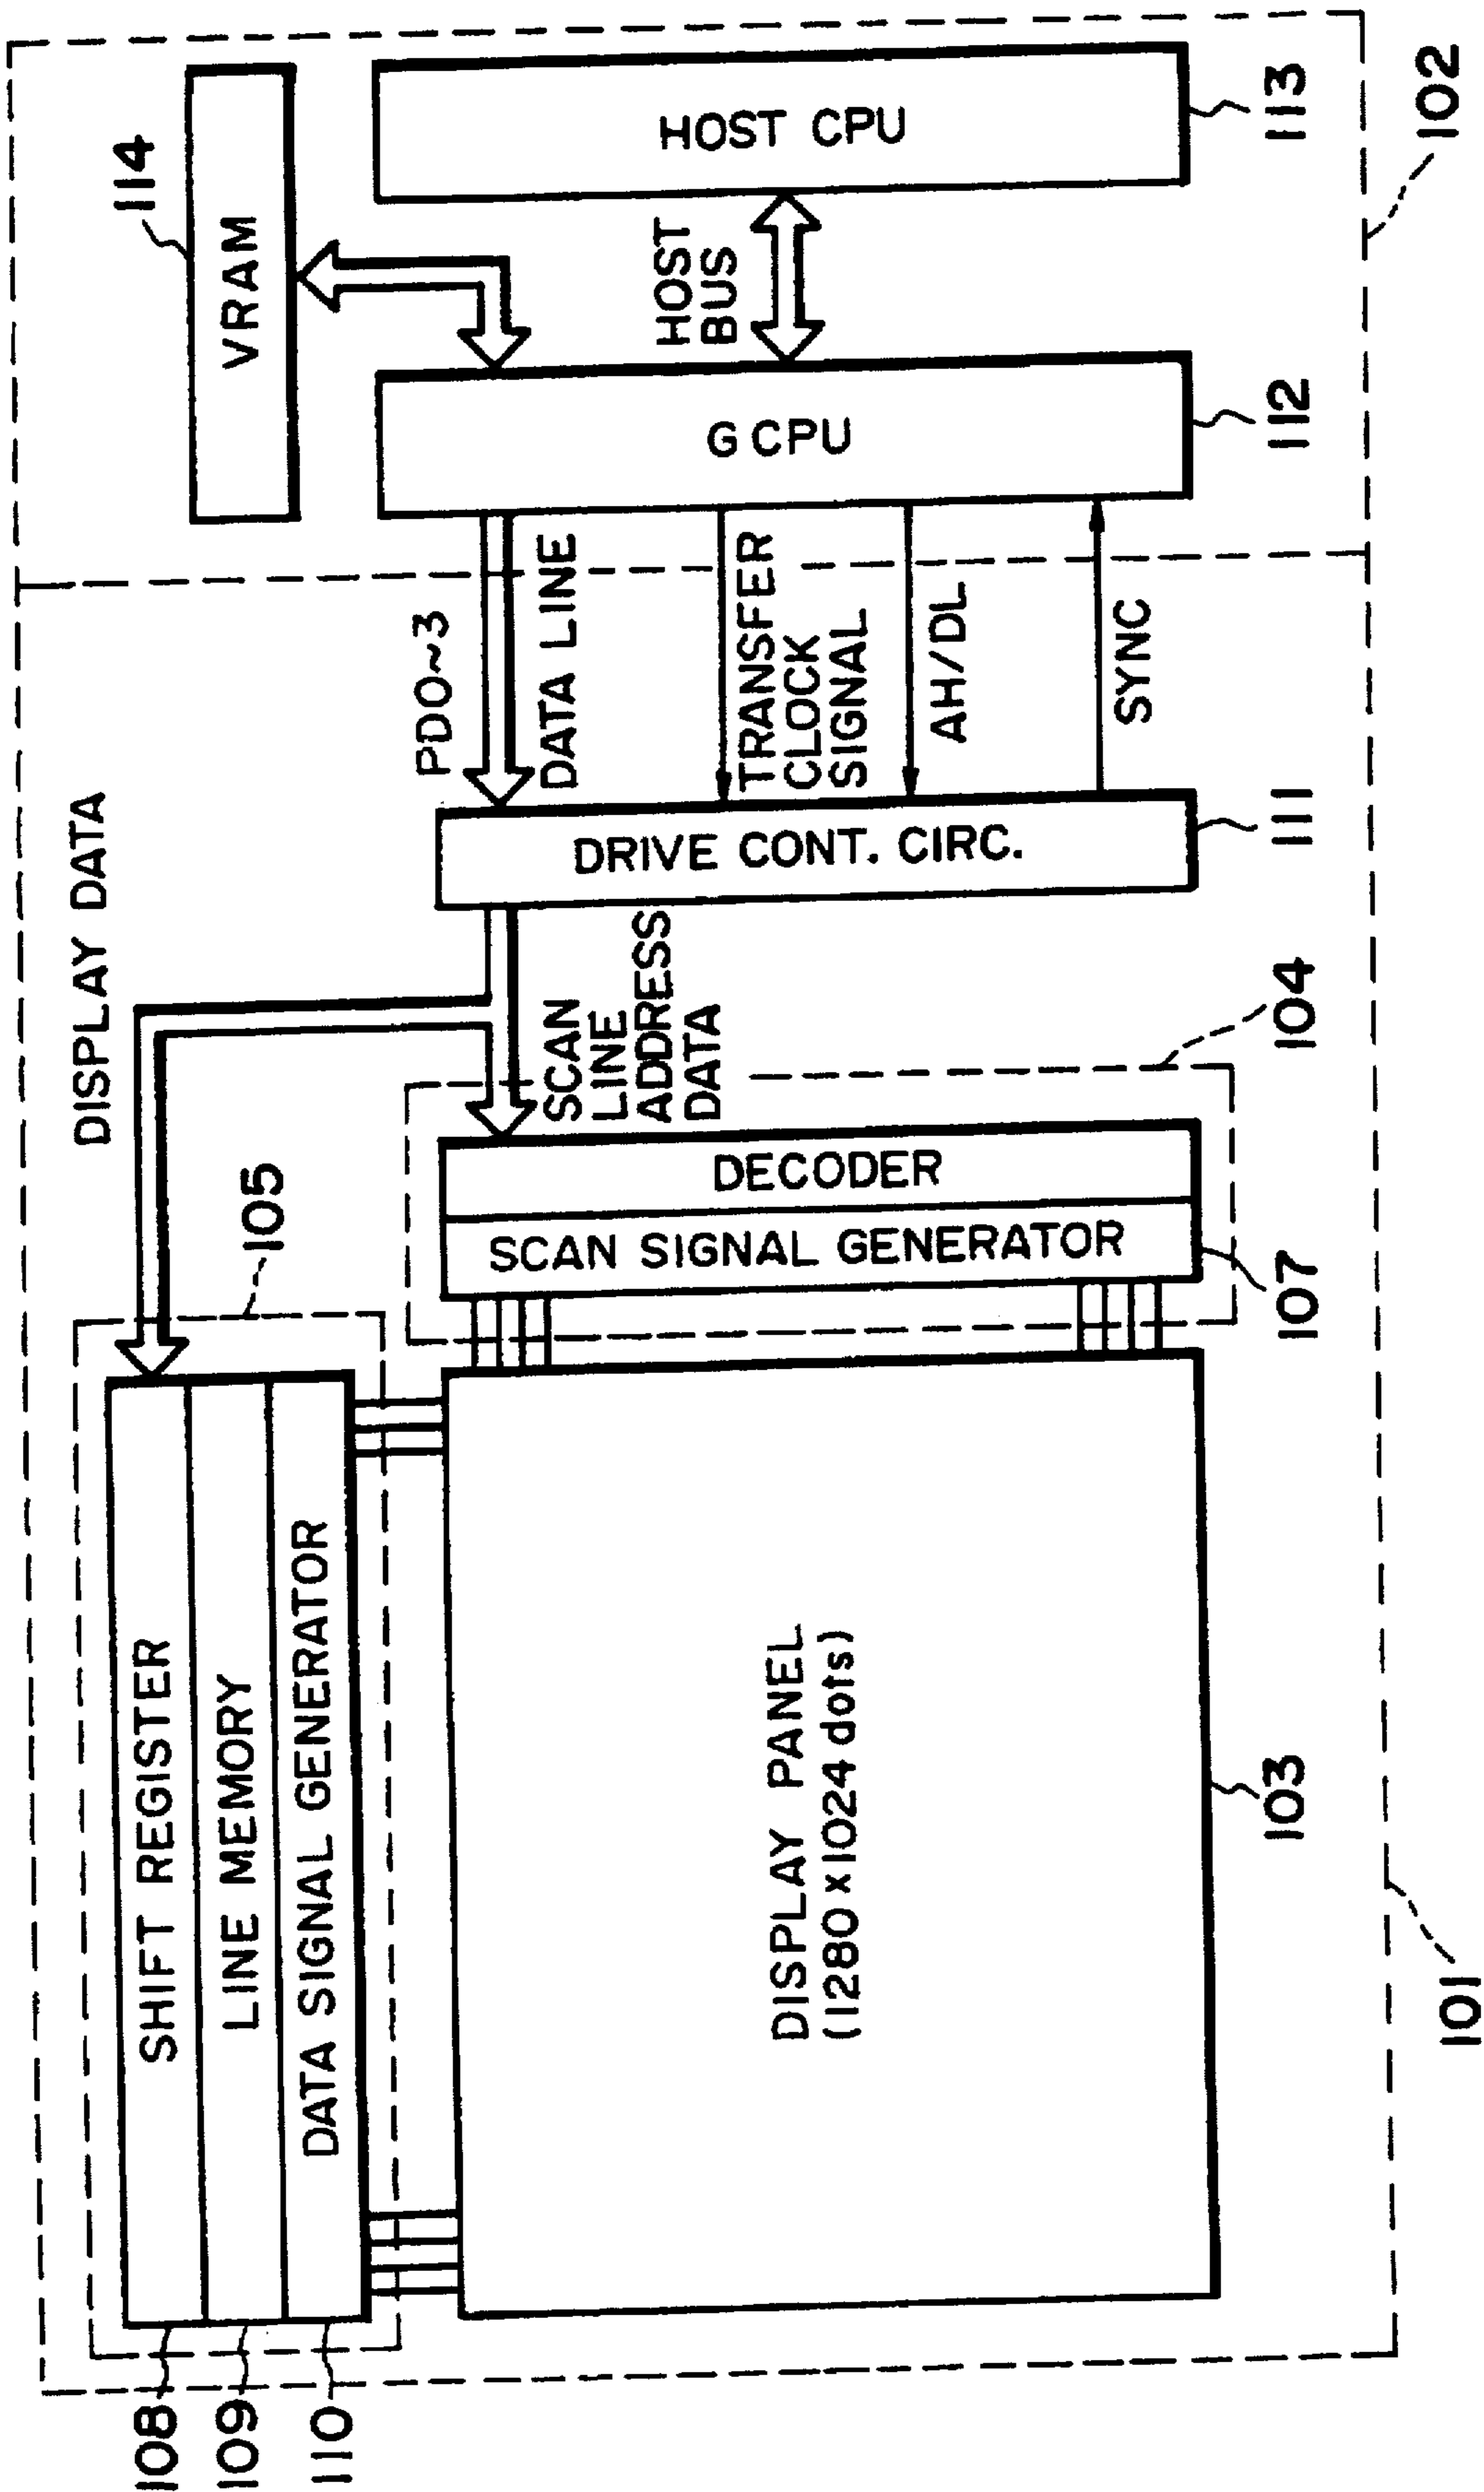 108
109
110
SHIFT REGISTER
LINE MEMORY
DATA SIGNAL GENERATOR
105
DISPLAY DATA
114
VRAM
DISPLAY PANEL
(1280 x 1024 dots)
103
101
SCAN SIGNAL GENERATOR
DECODER
107
104
SCAN
LINE
ADDRESS
DATA
DRIVE CONT. CIRC.
111
PD0~3
DATA LINE
TRANSFER
CLOCK
SIGNAL
AH/DL
SYNC
G CPU
112
HOST
BUS
HOST CPU
113
102